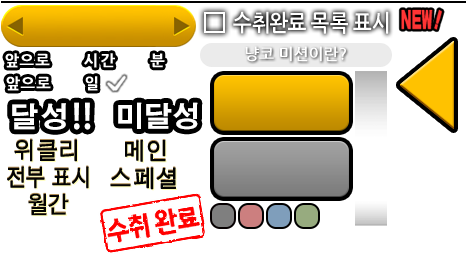 수취완료 목록 표시 NEW!
냥코 미션이란?
앞으로 시간 분
앞으로 일
달성!! 미달성
위클리 메인
전부 표시 스페셜
월간
수취 완료